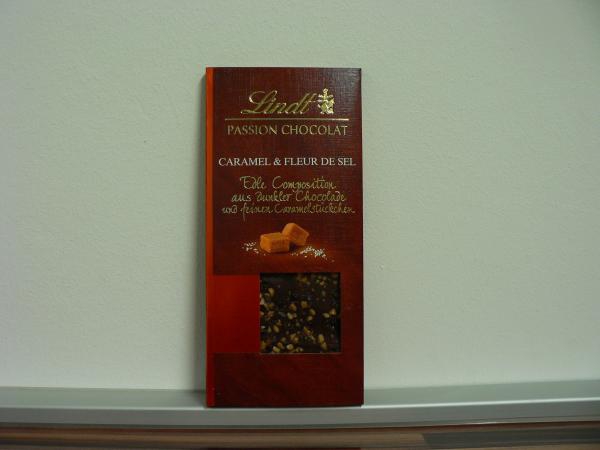 Lindt
PASSION CHOCOLAT
CARAMEL & FLEUR DE SEL
Edle Composition
aus dunkler Chocolade
und feinen Caramelstückchen